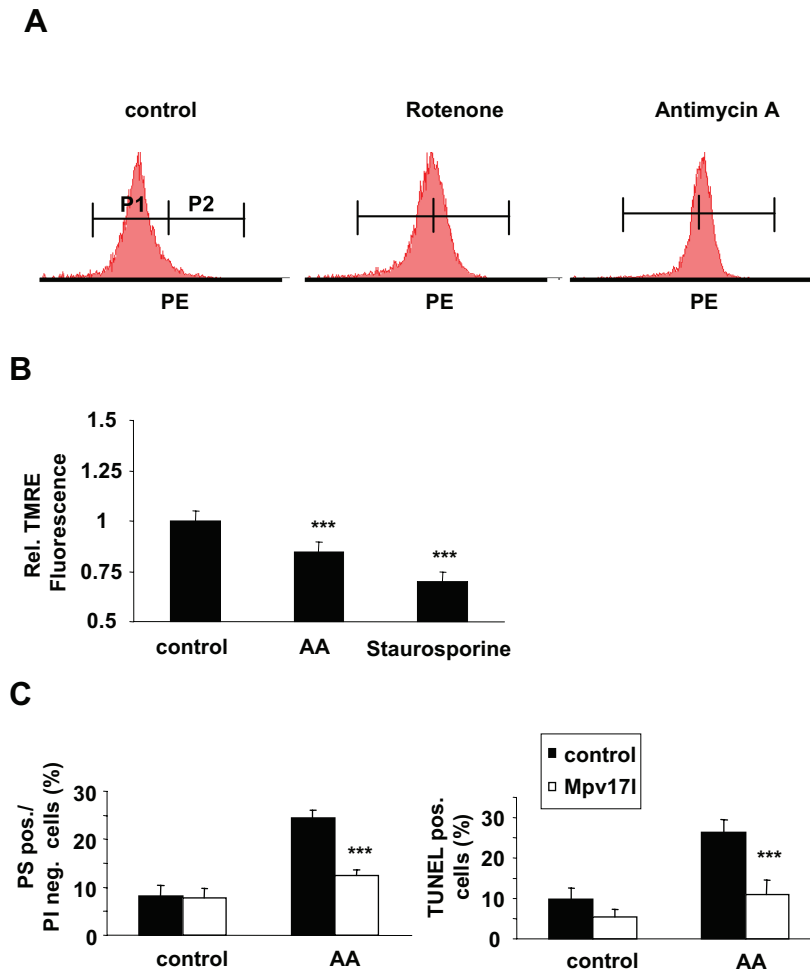 A
control
Rotenone
Antimycin A
P1
P2
PE
PE
PE
B
Rel. TMRE
Fluorescence
1.5
1.25
1
0.75
0.5
***
***
control
AA
Staurosporine
C
PS pos./
PI neg. cells (%)
30
20
10
0
***
control
AA
control
Mpv17l
TUNEL pos.
cells (%)
30
20
10
0
***
control
AA